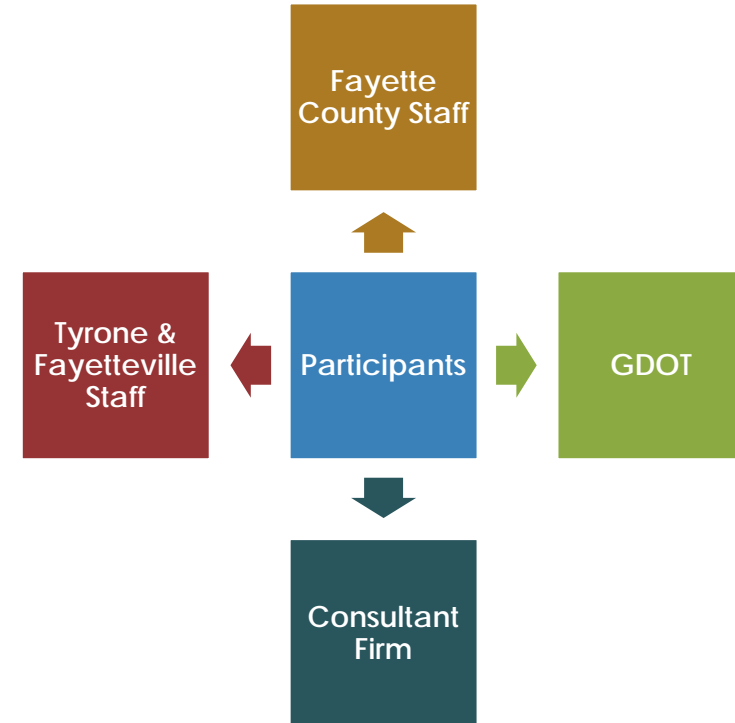 Fayette
County Staff
Tyrone &
Fayetteville
Staff
Participants
GDOT
Consultant
Firm